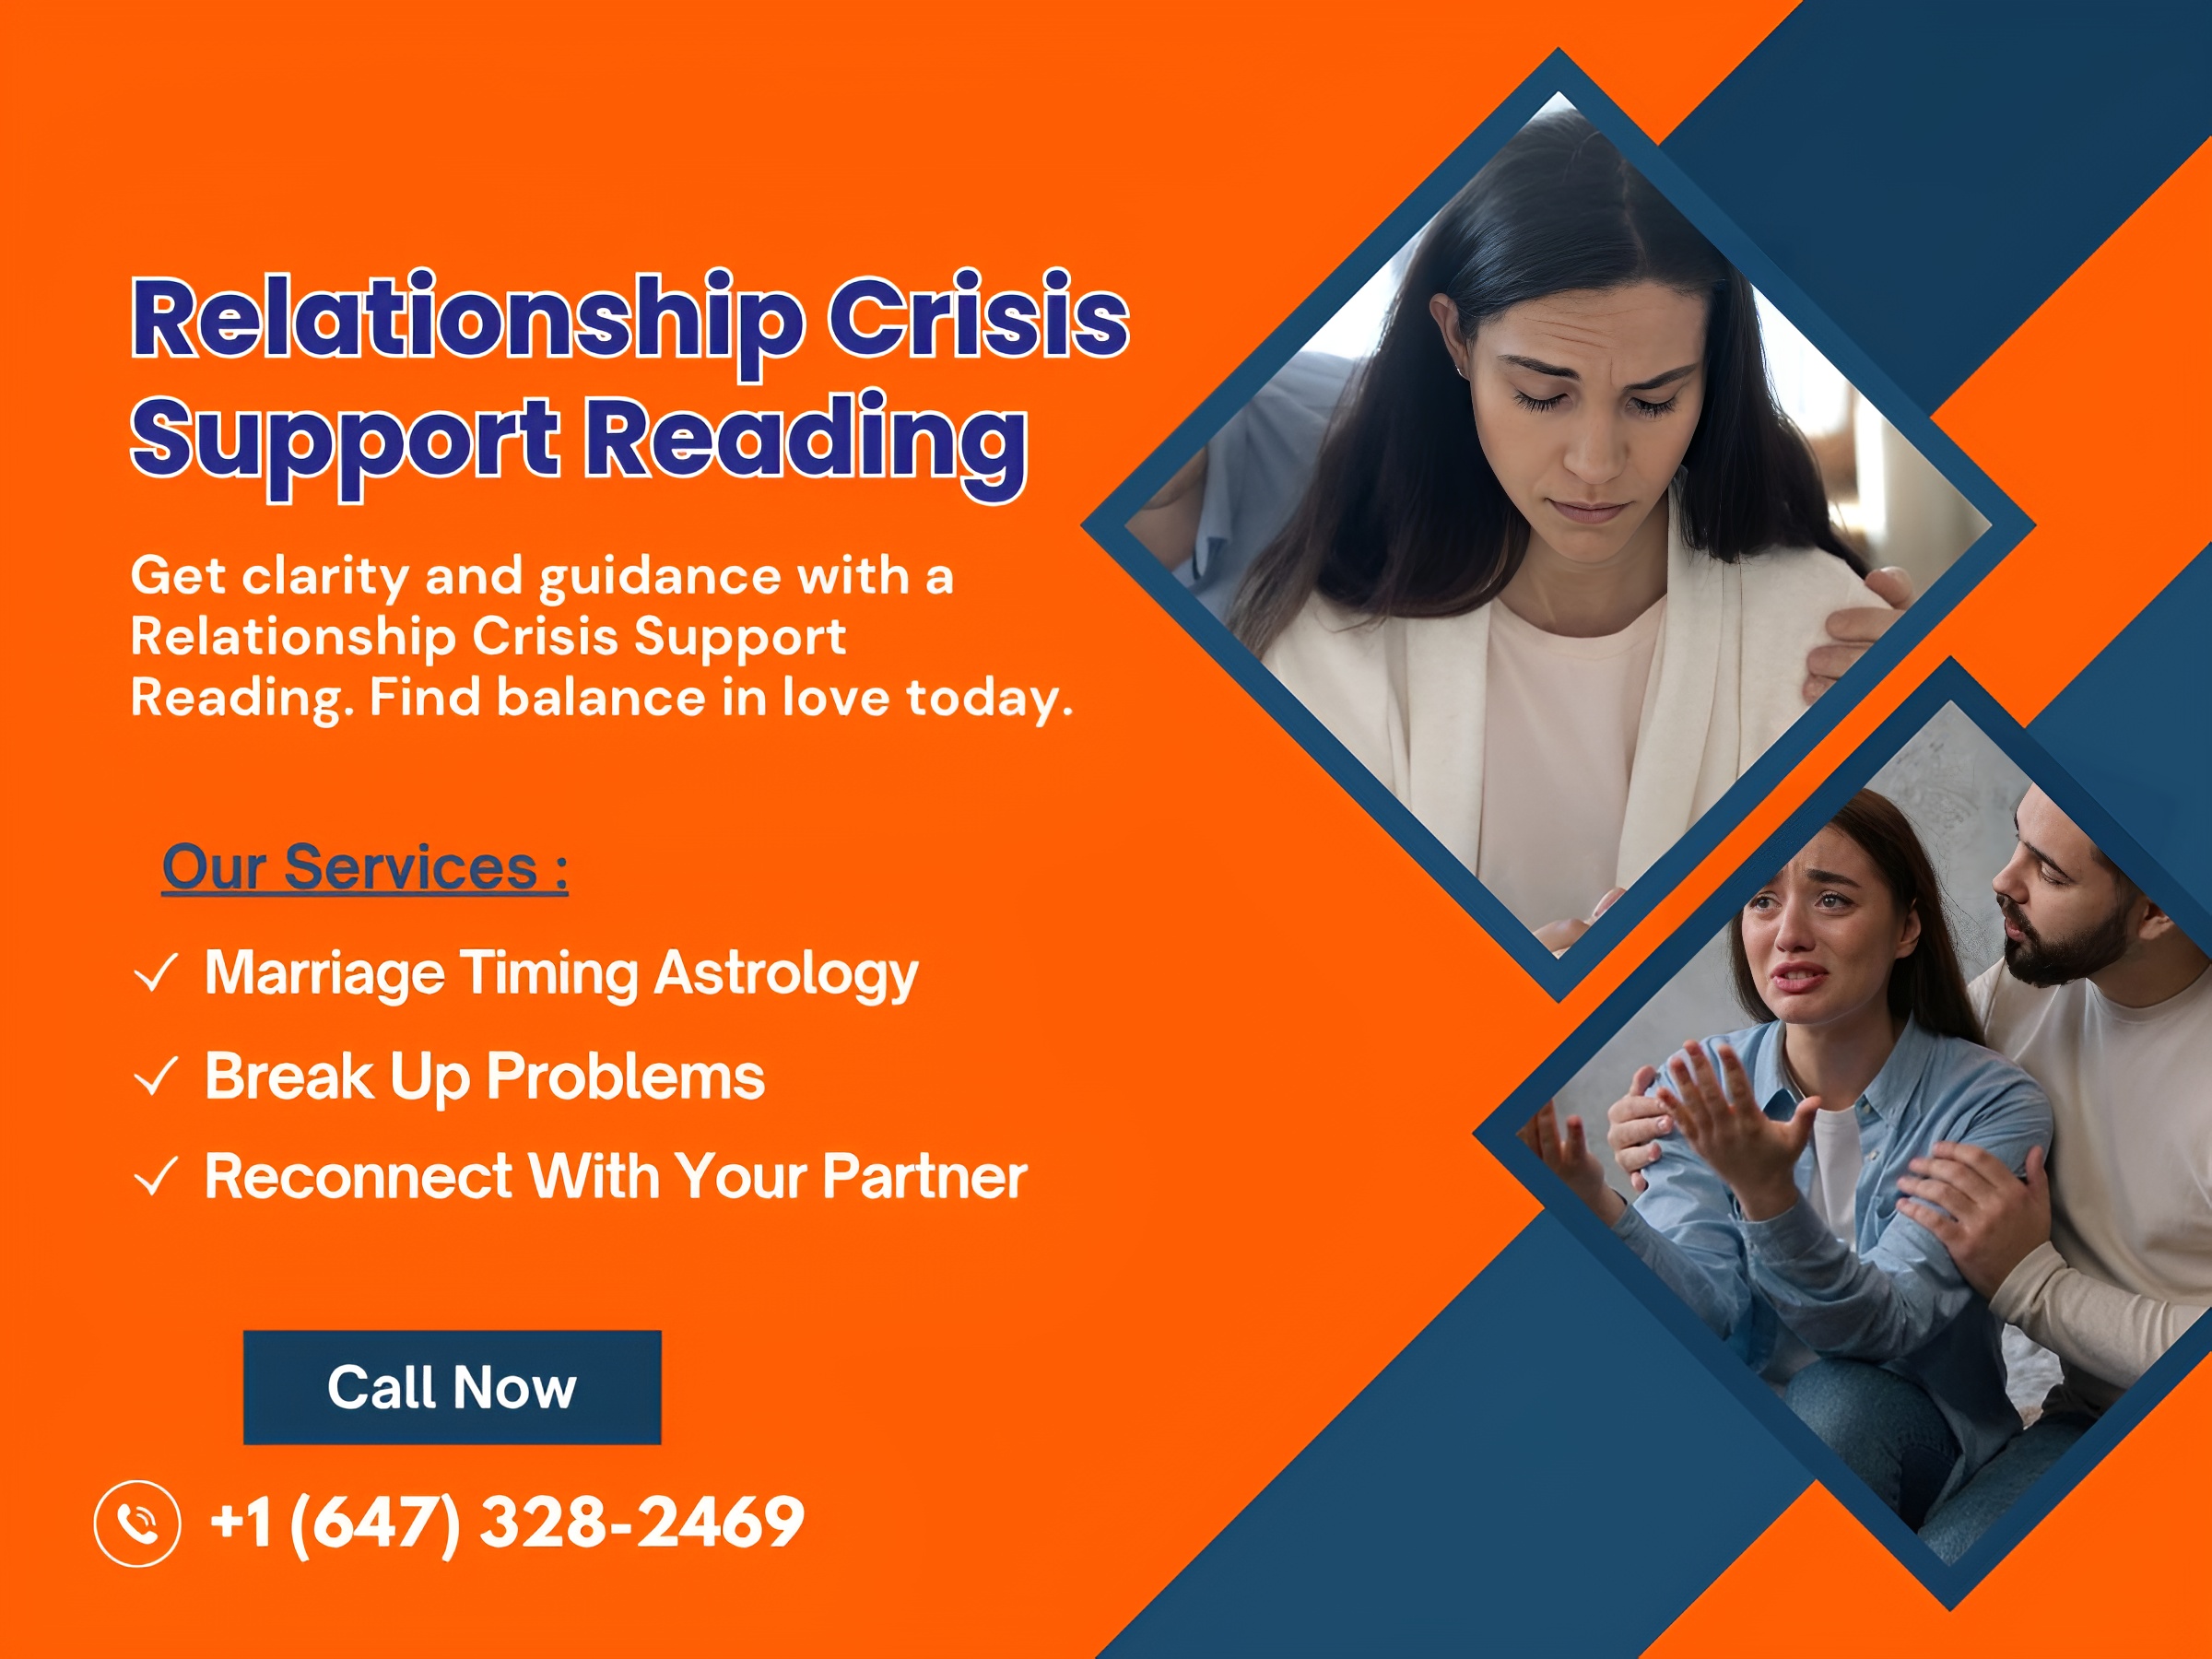 Relationship Crisis
Support Reading
Get clarity and guidance with a
Relationship Crisis Support
Reading. Find balance in love today.
Our Services :
Marriage Timing Astrology
Break Up Problems
Reconnect With Your Partner
Call Now
+1 (647) 328-2469